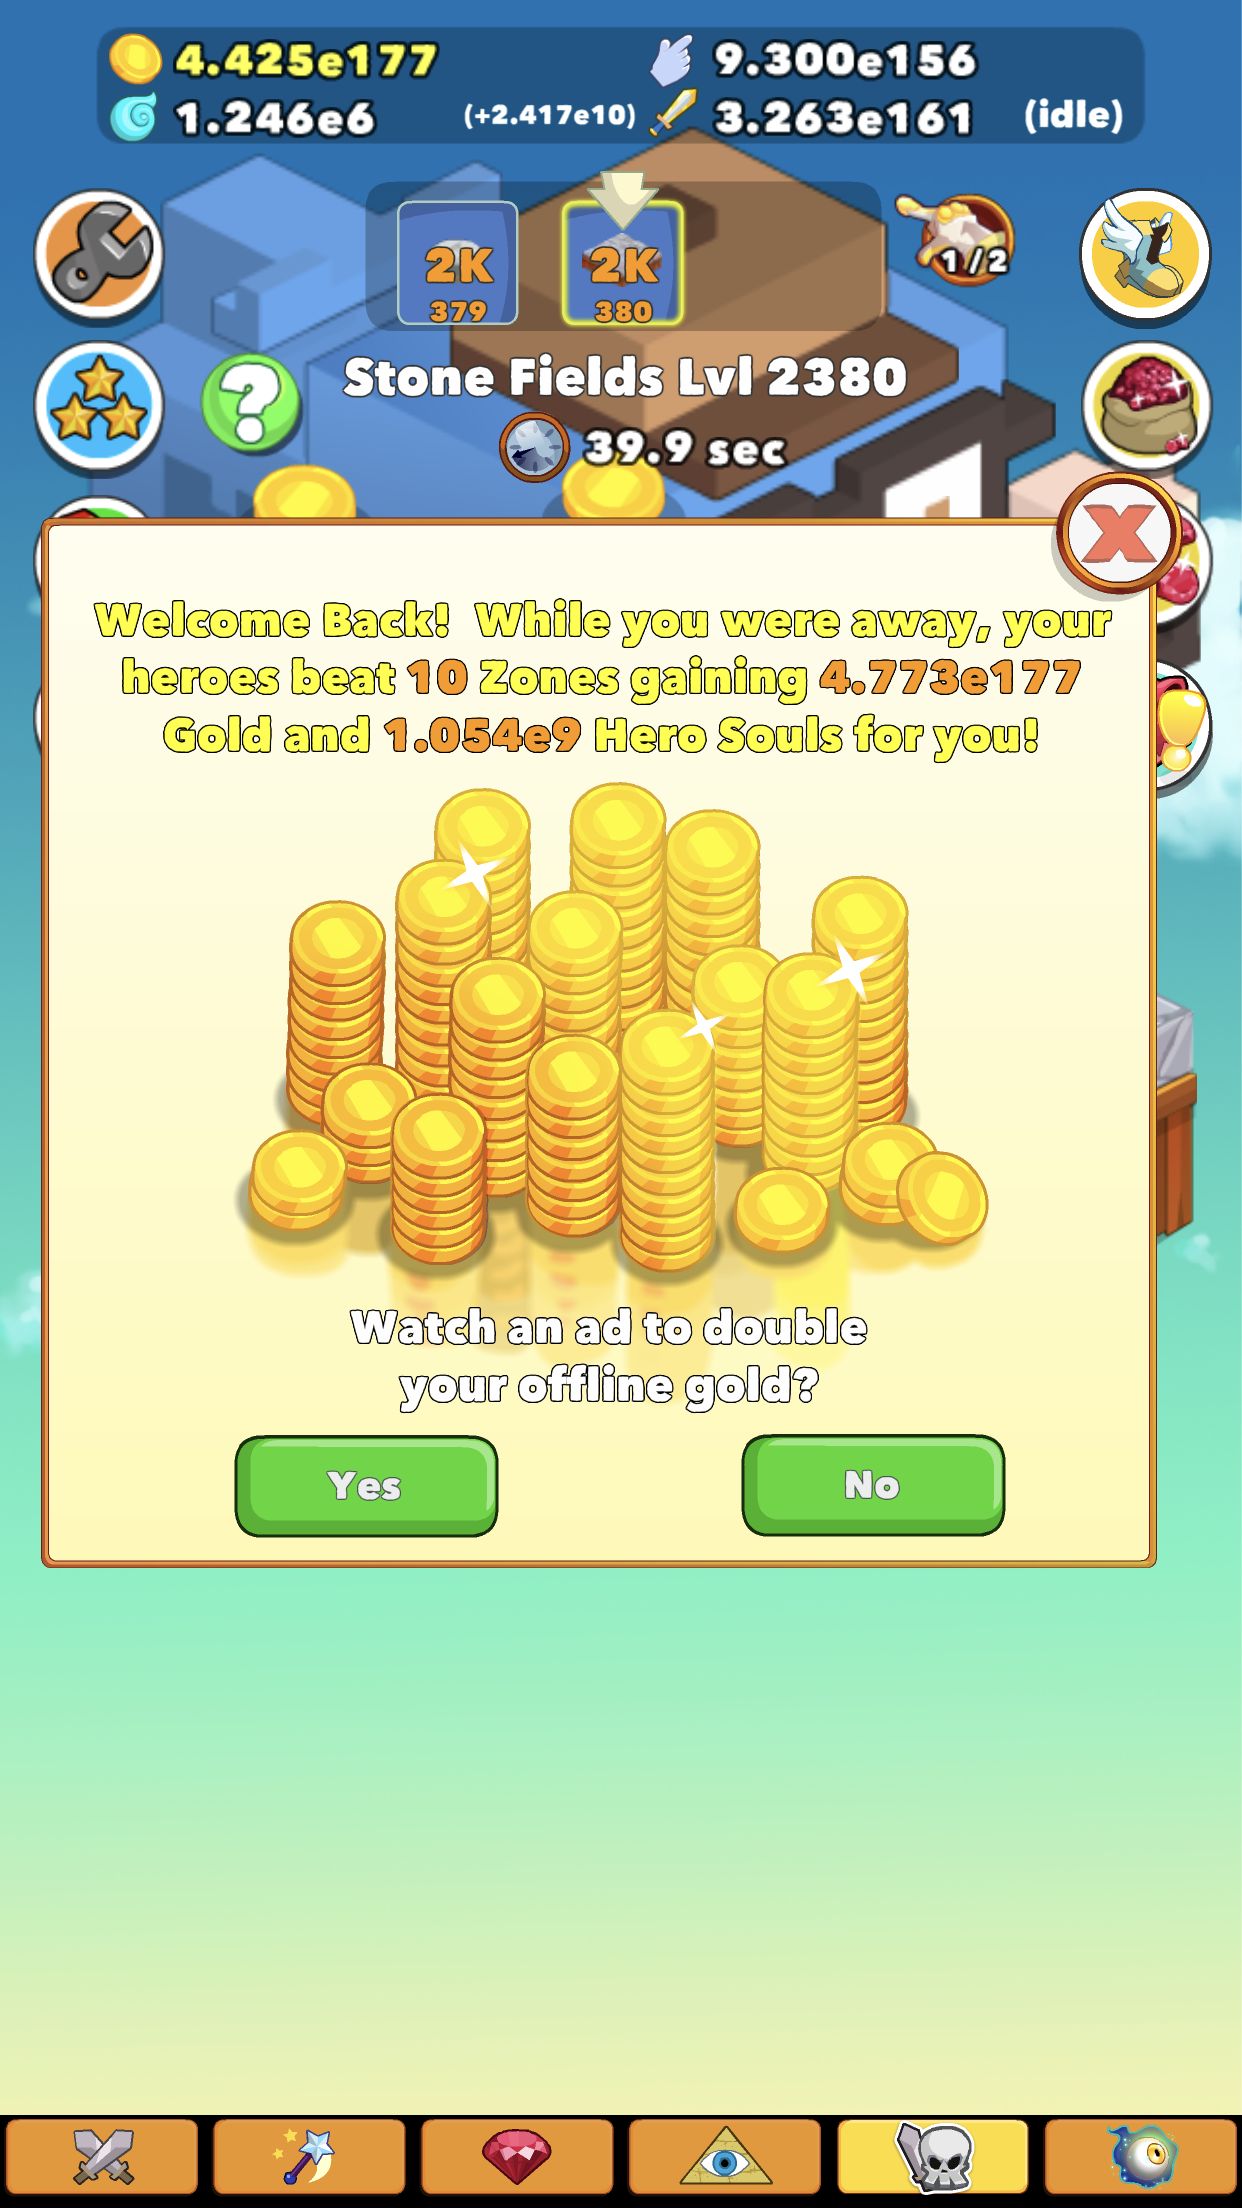 4.425e177
9.300e156
1.246e6
(+2.417e10)
3.263e161
(idle)
2K
379
2K
380
1/2
Stone Fields Lvl 2380
39.9 sec
X
Welcome Back! While you were away, your
heroes beat 10 Zones gaining 4.773e177
Gold and 1.054e9 Hero Souls for you!
Watch an ad to double
your offline gold?
Yes
No